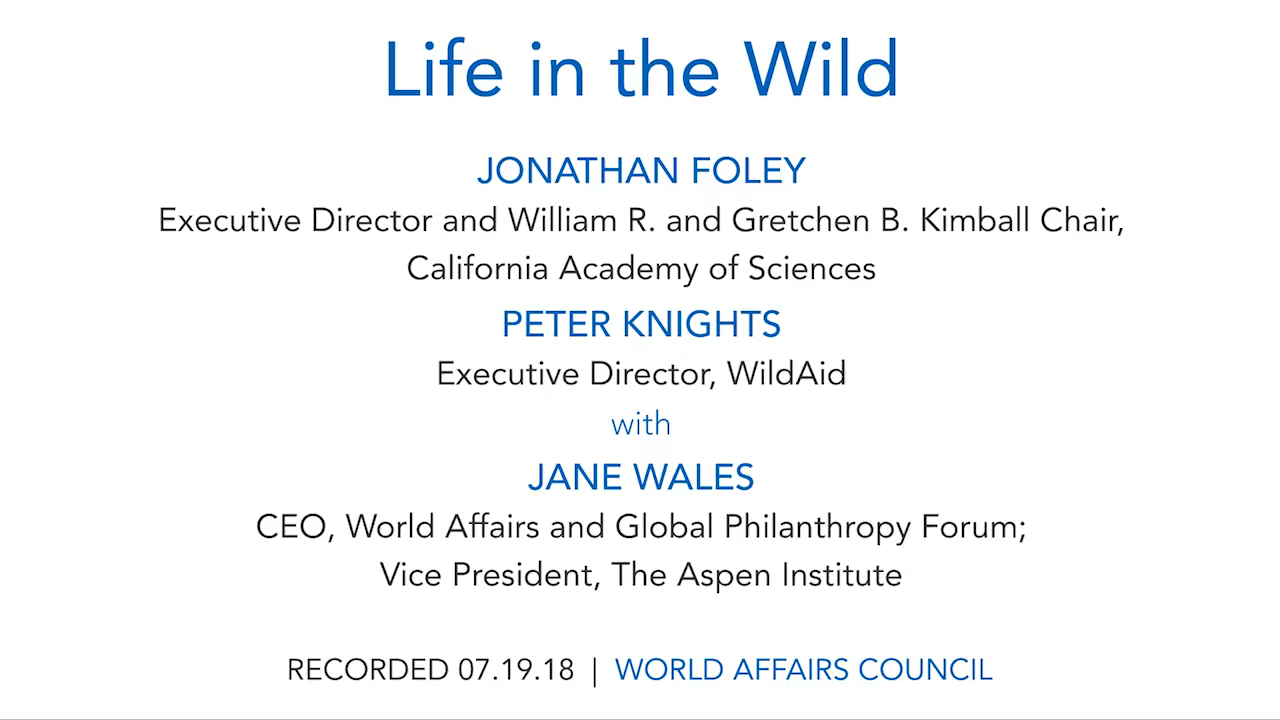 Life in the Wild
JONATHAN FOLEY
Executive Director and William R. and Gretchen B. Kimball Chair,
California Academy of Sciences
PETER KNIGHTS
Executive Director, WildAid
with
JANE WALES
CEO, World Affairs and Global Philanthropy Forum;
Vice President, The Aspen Institute
RECORDED 07.19.18 | WORLD AFFAIRS COUNCIL